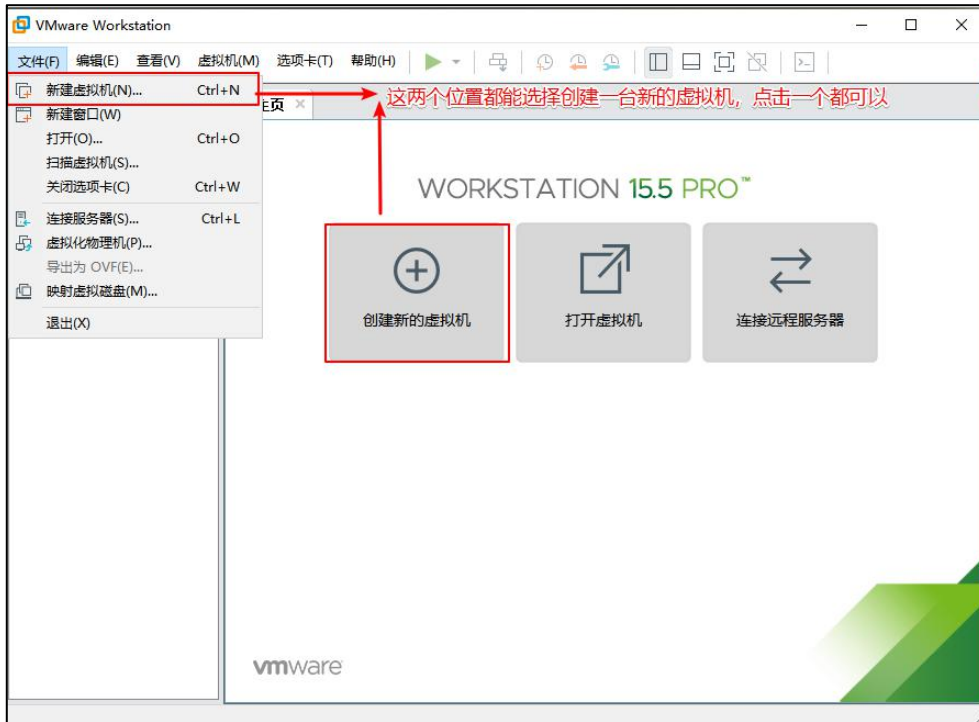 VMware Workstation
文件(F) 编辑(E) 查看(V) 虚拟机(M) 选项卡(T) 帮助(H)
新建虚拟机(N)... Ctrl+N
页
这两个位置都能选择创建一台新的虚拟机，点击一个都可以
新建窗口(W)
打开(O)... Ctrl+O
扫描虚拟机(S)...
关闭选项卡(C) Ctrl+W
连接服务器(S)... Ctrl+L
虚拟化物理机(P)...
导出为 OVF(E)...
映射虚拟磁盘(M)...
退出(X)
WORKSTATION 15.5 PRO™
创建新的虚拟机
打开虚拟机
连接远程服务器
vmware